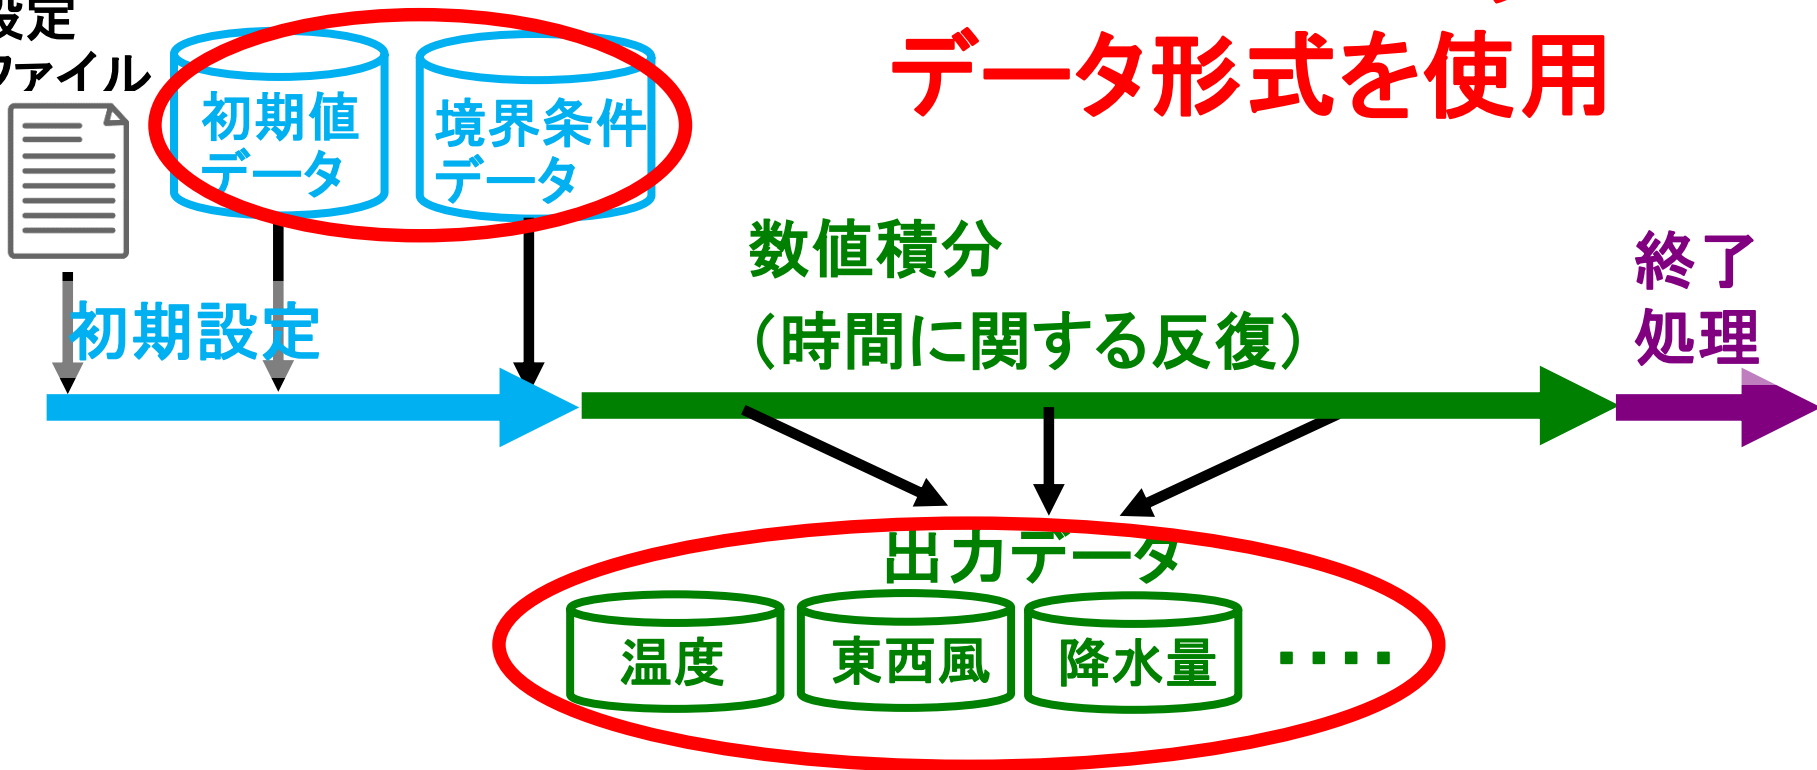 設定
ファイル
データ形式を使用
初期値
データ
境界条件
データ
初期設定
数値積分
（時間に関する反復）
終了
処理
出力データ
温度
東西風
降水量
・・・・